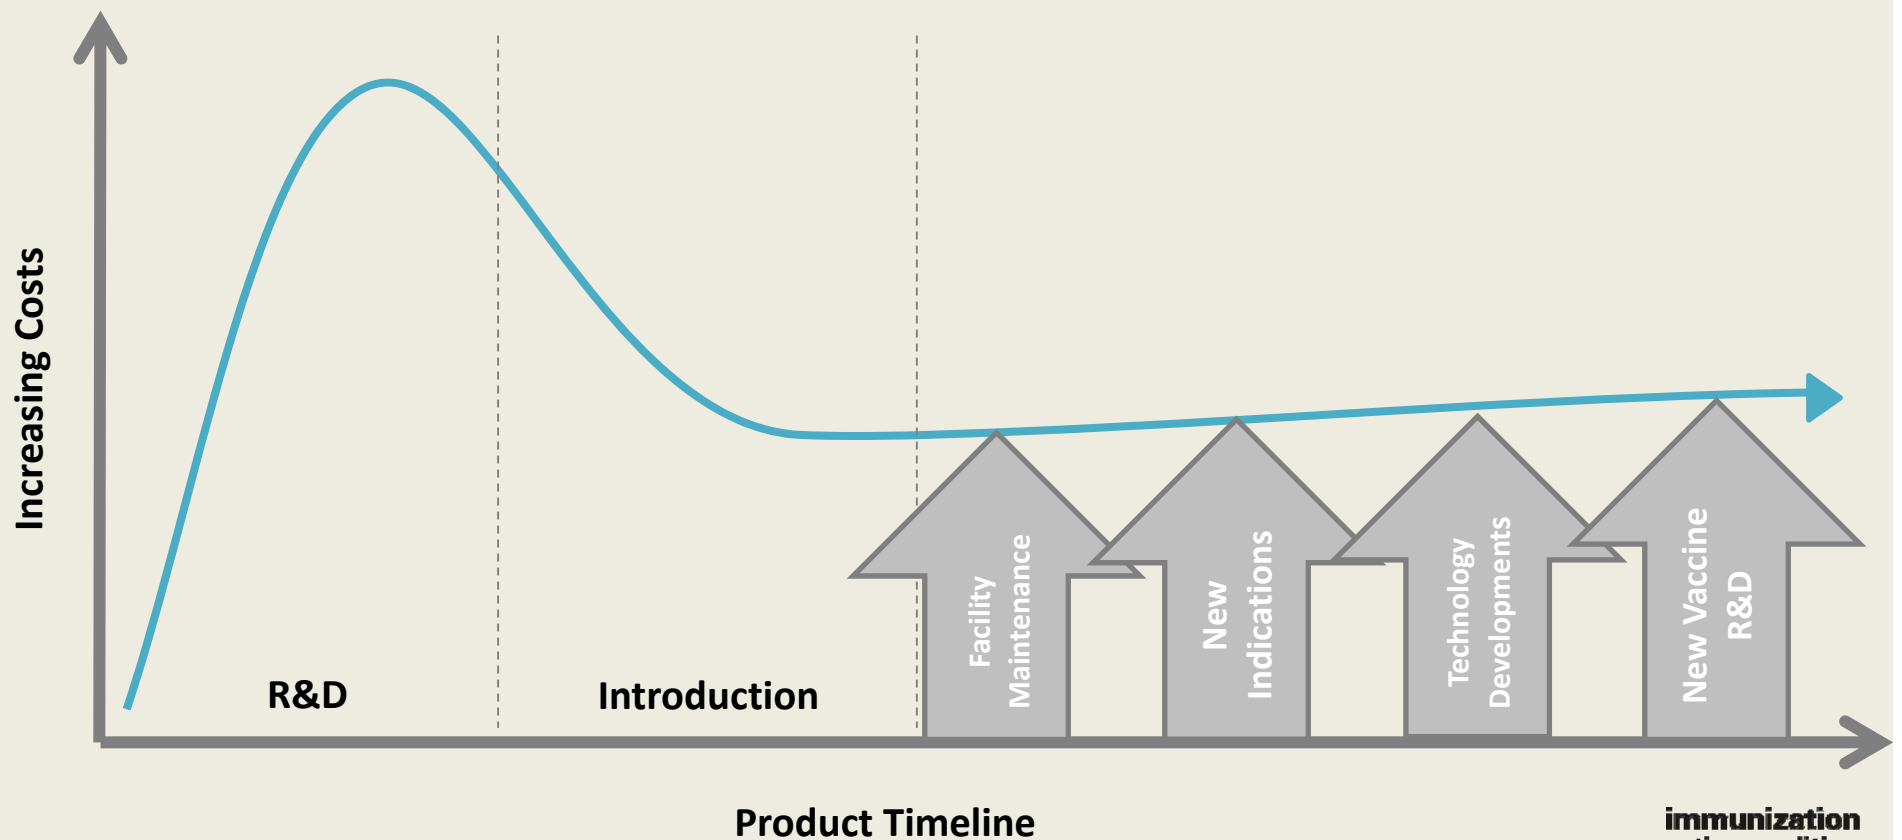 Increasing Costs
R&D
Introduction
Facility
Maintenance
New
Indications
Technology
Developments
New Vaccine
R&D
Product Timeline
immunization